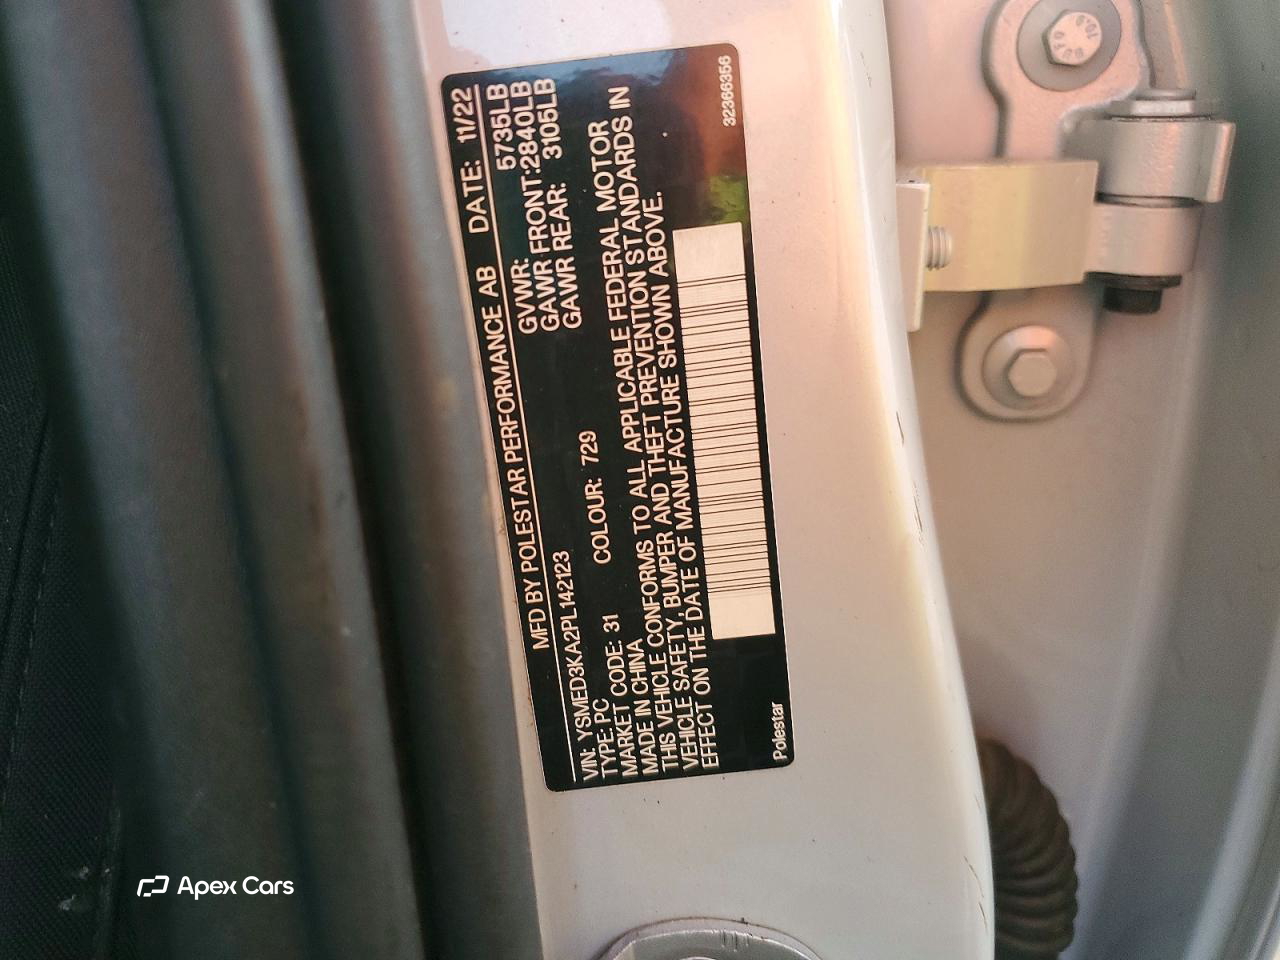 MFD BY POLESTAR PERFORMANCE AB DATE: 11/22
GVWR: 5735LB
GAWR FRONT:2840LB
GAWR REAR: 3105LB
VIN: YSMED3KA2PL142123
TYPE: PC
MARKET CODE: 31 COLOUR: 729
MADE IN CHINA
THIS VEHICLE CONFORMS TO ALL APPLICABLE FEDERAL MOTOR
VEHICLE SAFETY, BUMPER AND THEFT PREVENTION STANDARDS IN
EFFECT ON THE DATE OF MANUFACTURE SHOWN ABOVE.
Polestar
32366356
Apex Cars